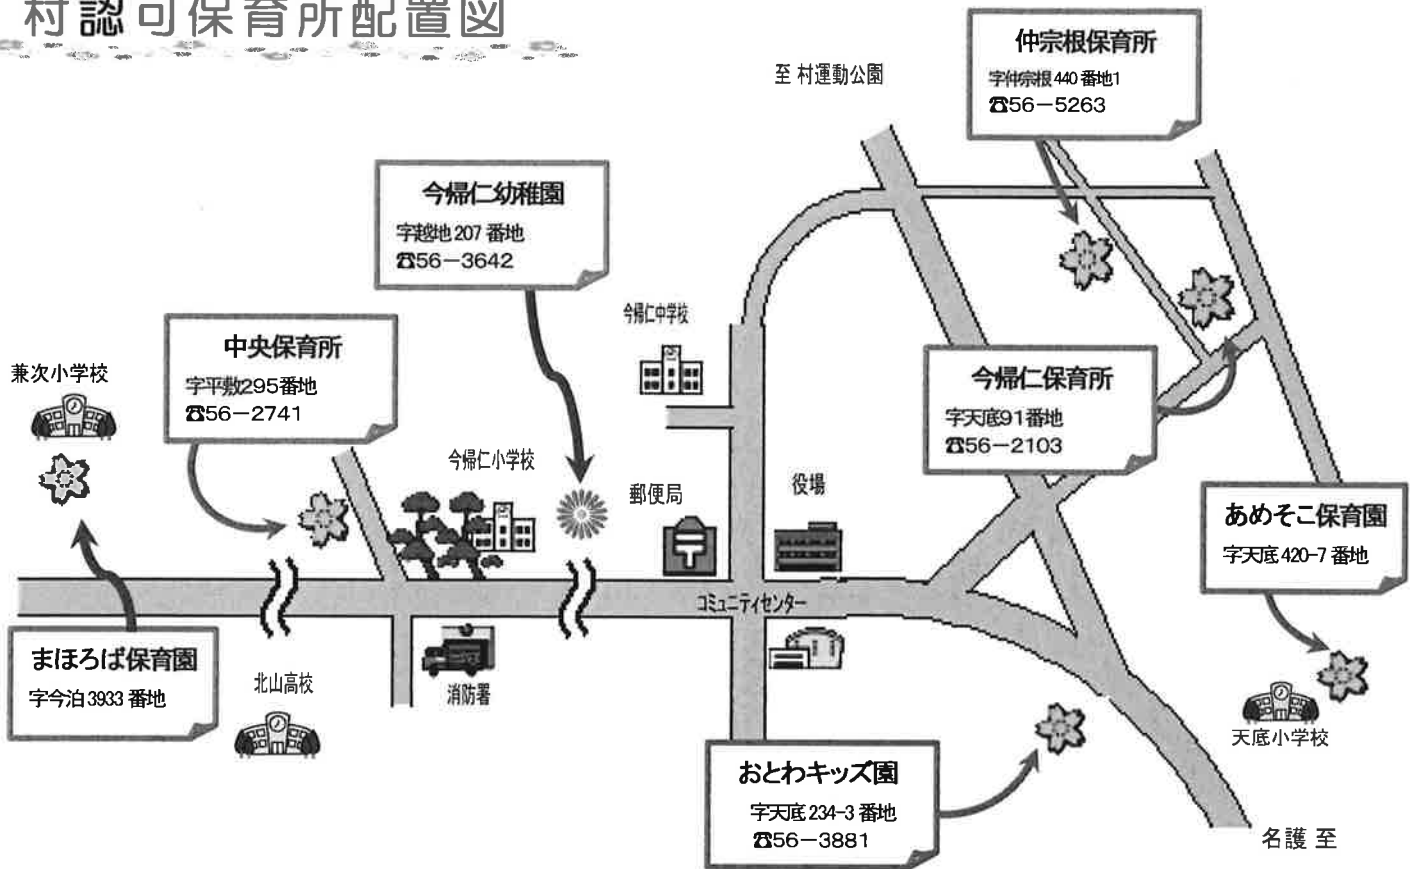 村認可保育所配置図
仲宗根保育所
字仲宗根440番地1
☎56−5263
至 村運動公園
今帰仁幼稚園
字越地207番地
☎56−3642
今帰仁中学校
中央保育所
字平敷295番地
☎56−2741
兼次小学校
今帰仁保育所
字天底91番地
☎56−2103
今帰仁小学校
郵便局
役場
あめそこ保育園
字天底420-7番地
コミュニティセンター
まほろば保育園
字今泊3933番地
北山高校
消防署
天底小学校
おとわキッズ園
字天底234-3番地
☎56−3881
名護 至